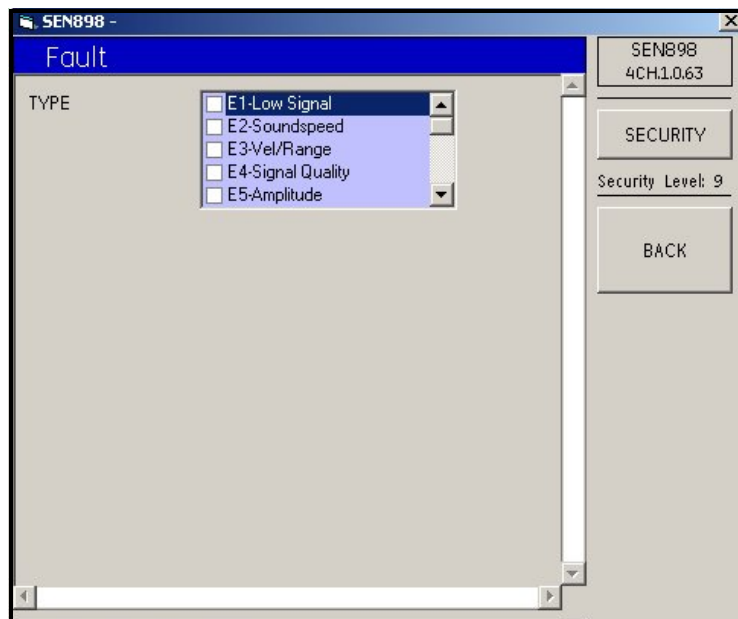 SEN898 -
Fault
TYPE
E1-Low Signal
E2-Soundspeed
E3-Vel/Range
E4-Signal Quality
E5-Amplitude
SEN898
4CH.1.0.63
SECURITY
Security Level: 9
BACK